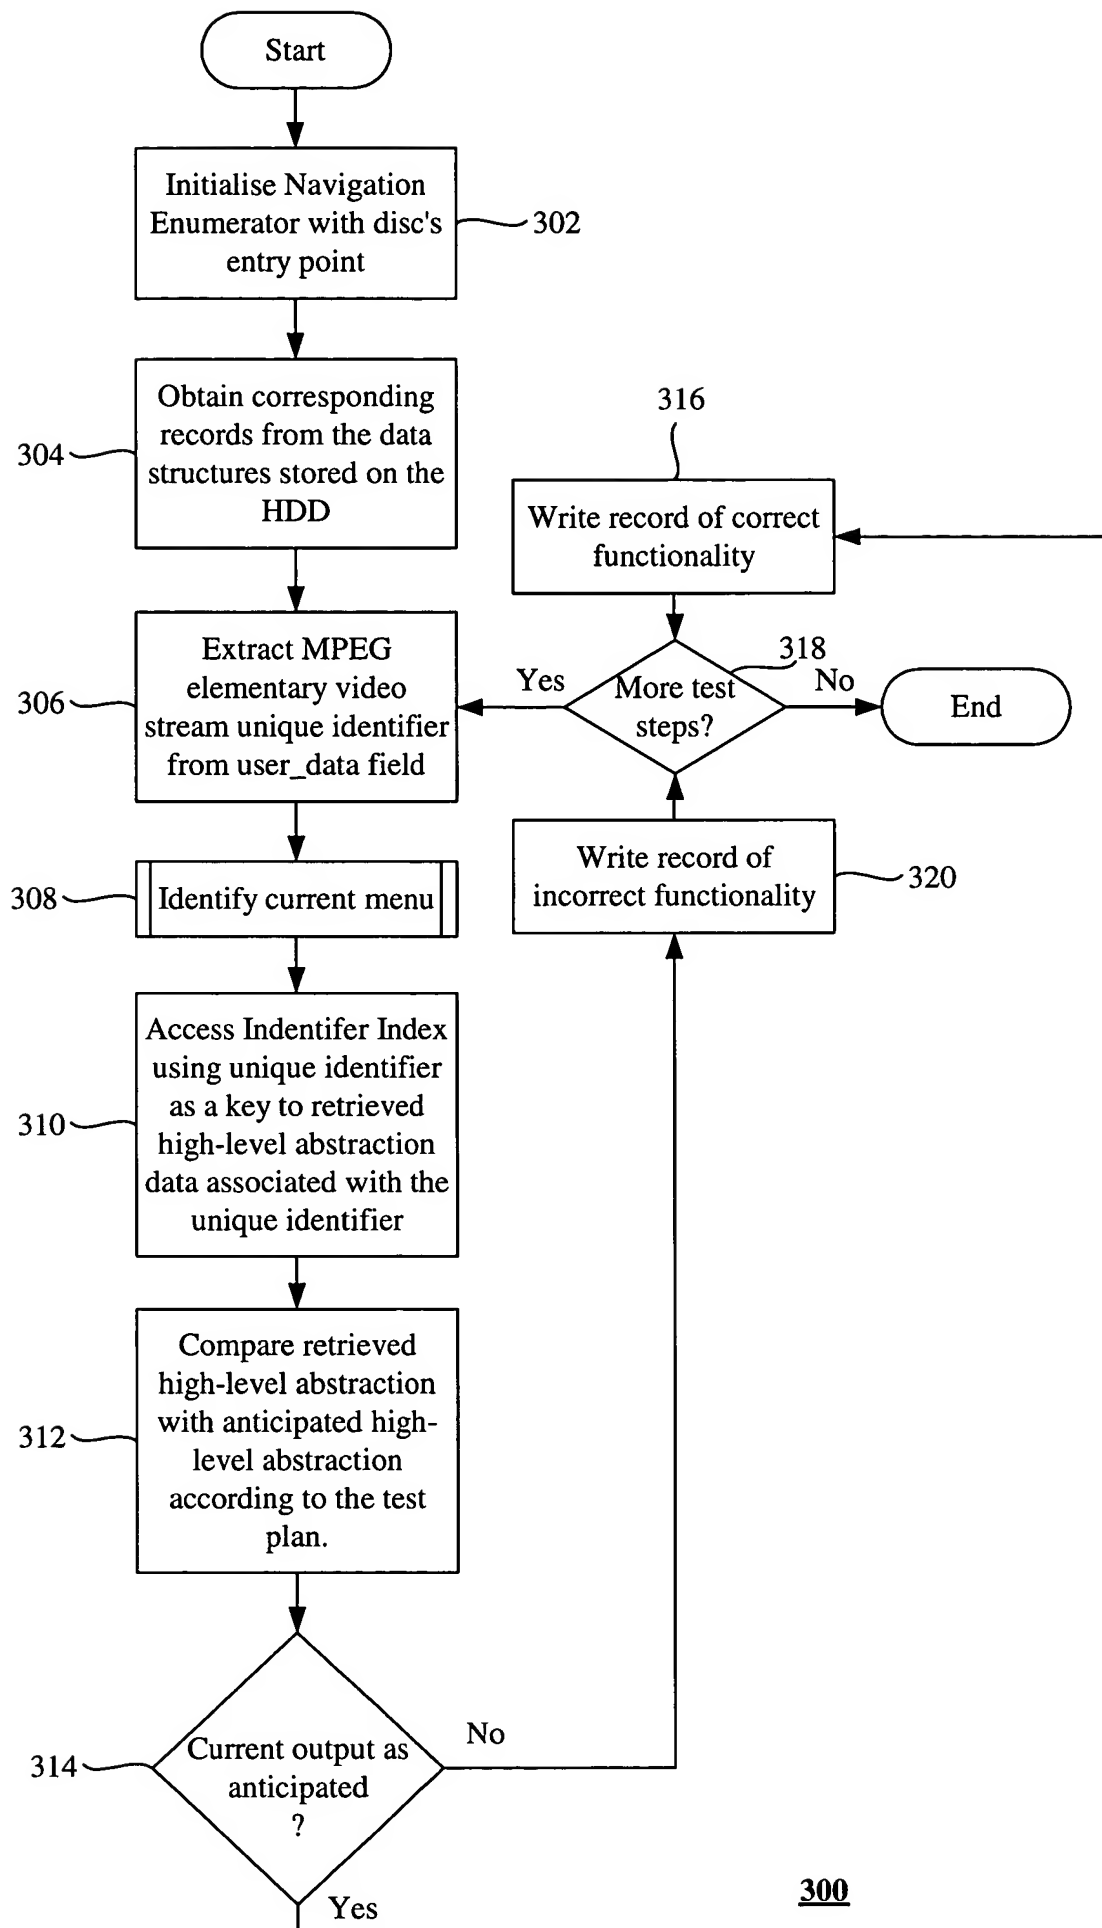 Start
Initialise Navigation
Enumerator with disc's
entry point
302
Obtain corresponding
records from the data
structures stored on the
HDD
304
316
Write record of correct
functionality
Extract MPEG
elementary video
stream unique identifier
from user_data field
306
Yes
More test
steps?
318
No
End
Identify current menu
308
Write record of
incorrect functionality
320
Access Indentifer Index
using unique identifier
as a key to retrieved
high-level abstraction
data associated with the
unique identifier
310
Compare retrieved
high-level abstraction
with anticipated high-
level abstraction
according to the test
plan.
312
Current output as
anticipated
?
314
No
Yes
300